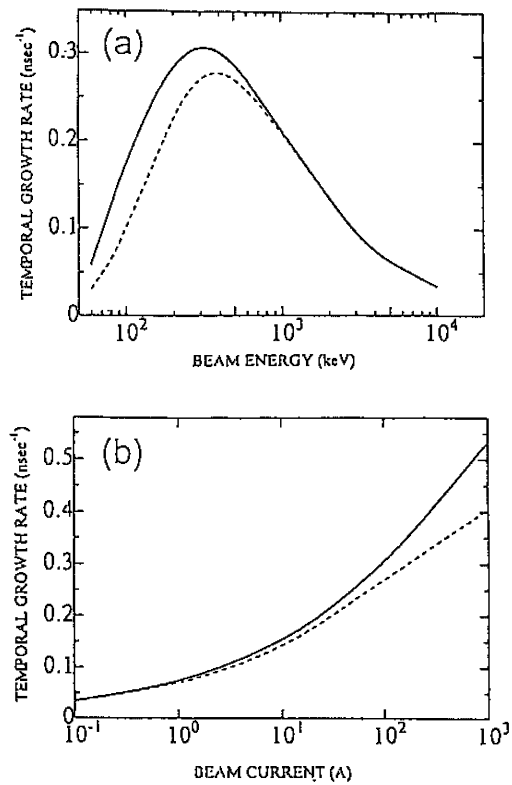 (a)
TEMPORAL GROWTH RATE (nsec⁻¹)
0.3
0.2
0.1
0
10² 10³ 10⁴
BEAM ENERGY (keV)
(b)
TEMPORAL GROWTH RATE (nsec⁻¹)
0.5
0.4
0.3
0.2
0.1
0
10⁻¹ 10⁰ 10¹ 10² 10³
BEAM CURRENT (A)